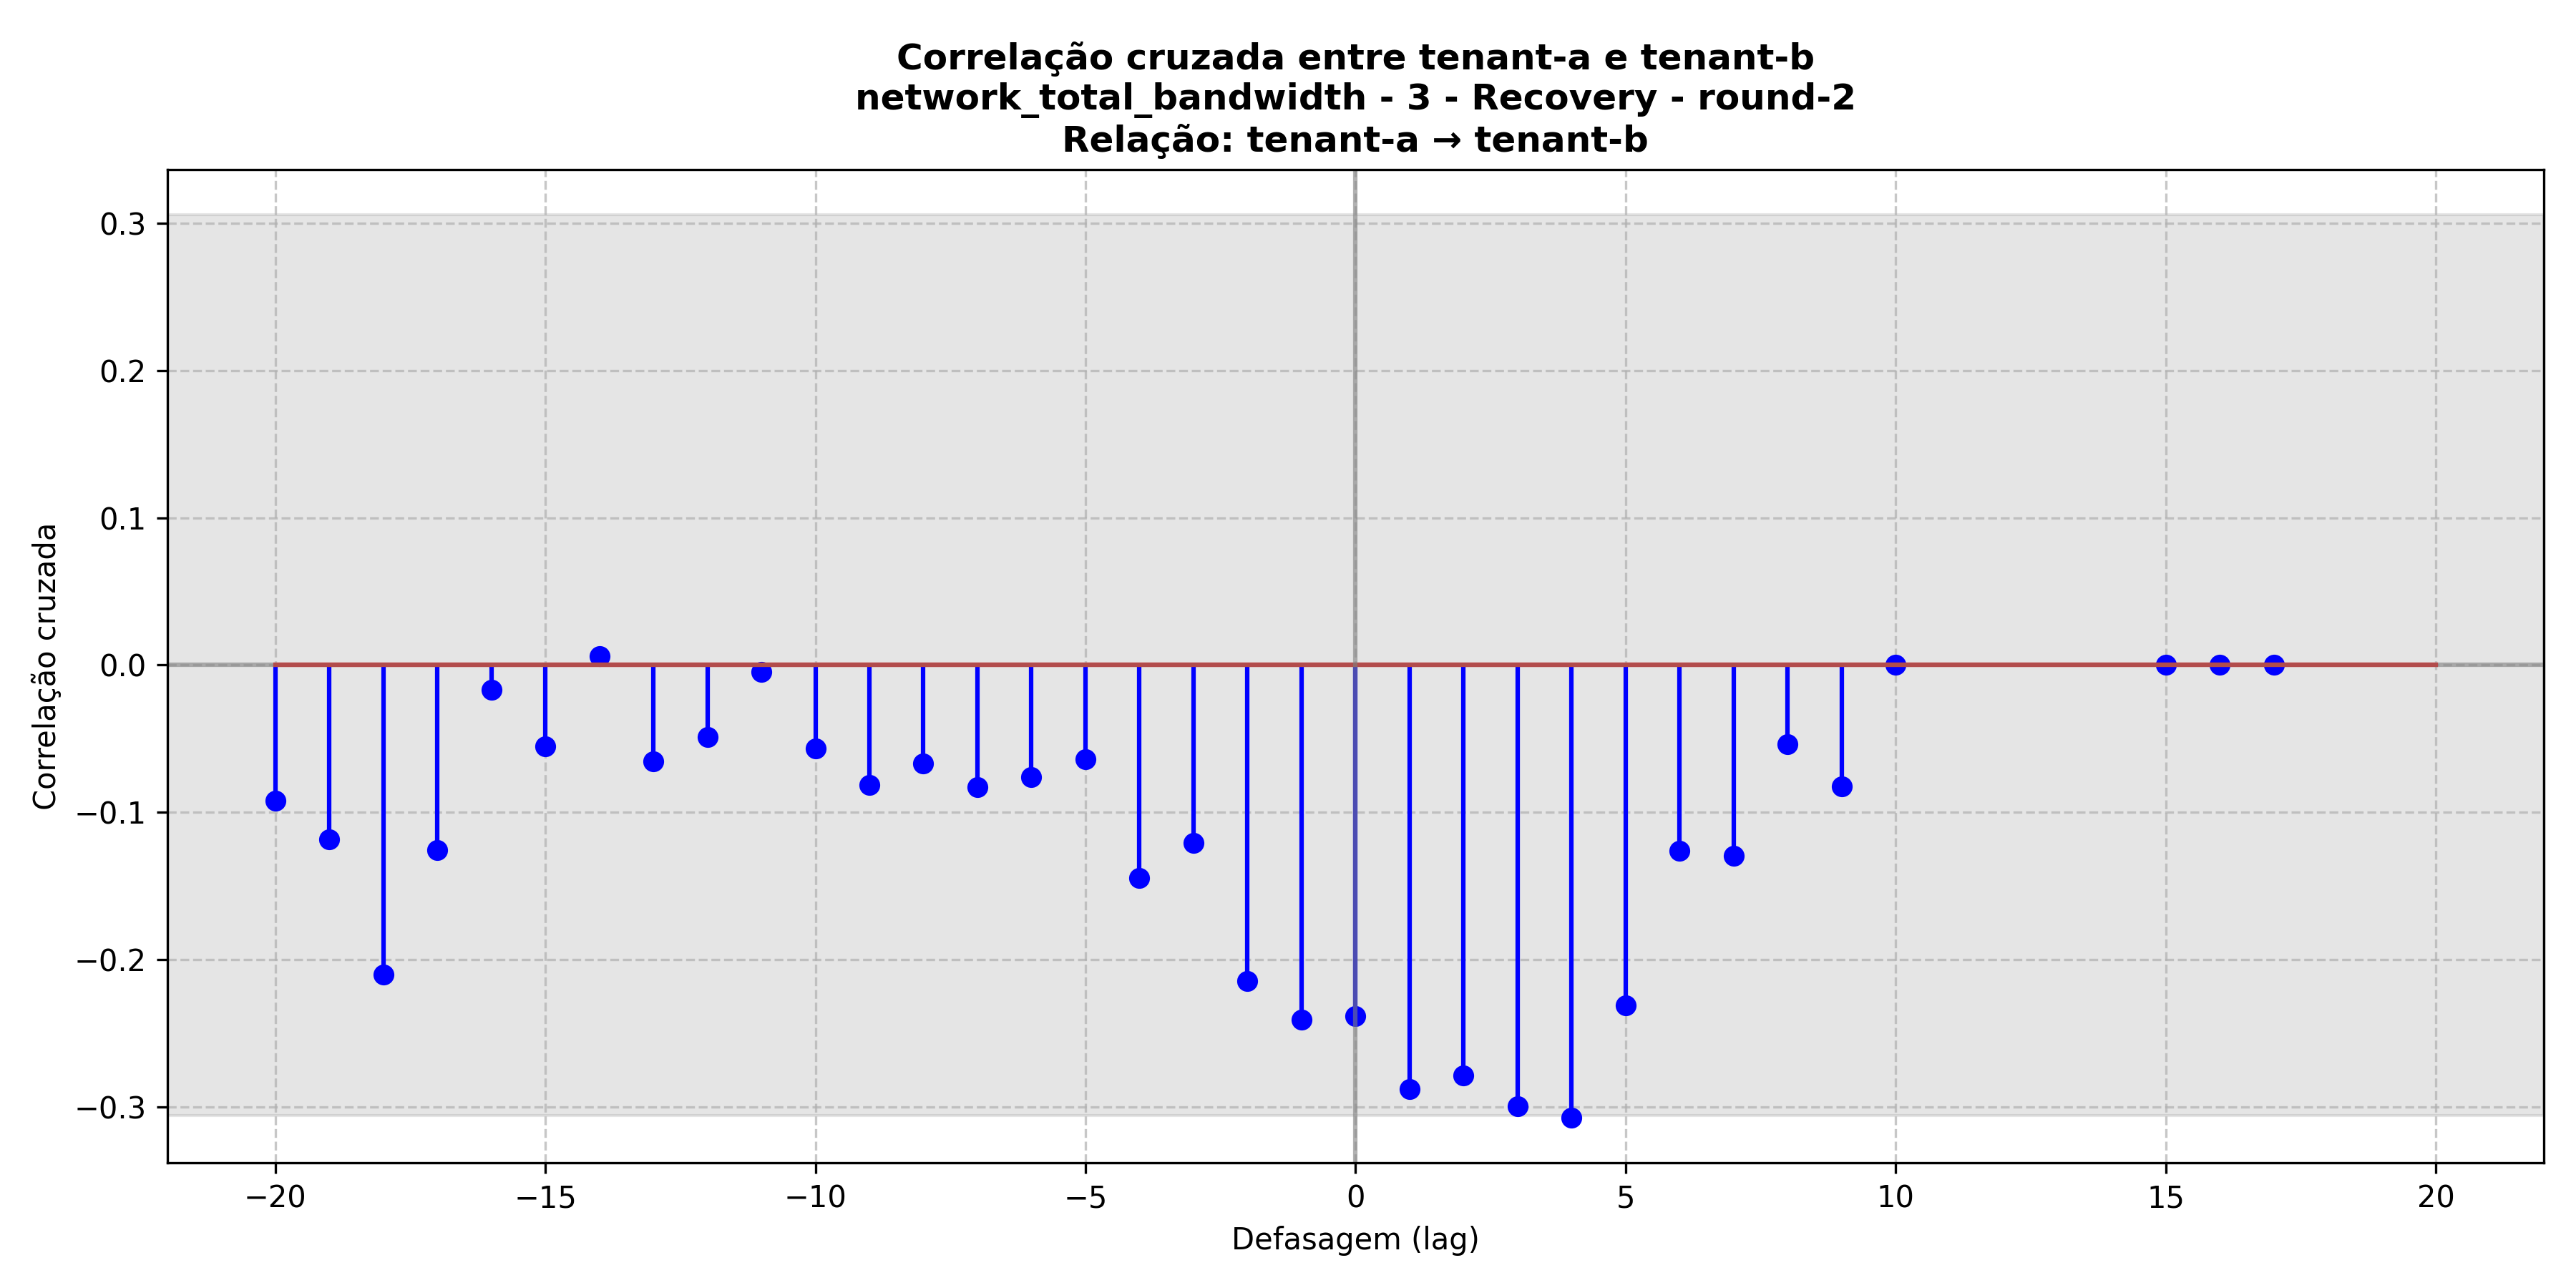 Correlação cruzada entre tenant-a e tenant-b
network_total_bandwidth - 3 - Recovery - round-2
Relação: tenant-a → tenant-b
Correlação cruzada
0.3
0.2
0.1
0.0
−0.1
−0.2
−0.3
−20 −15 −10 −5 0 5 10 15 20
Defasagem (lag)